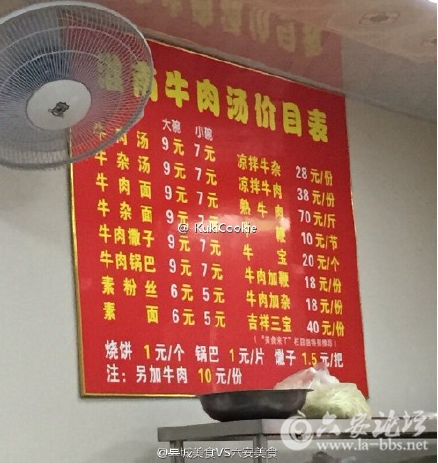 淮南牛肉汤价目表
大碗 小碗
牛肉汤 9元 7元
牛杂汤 9元 7元
牛肉面 9元 7元
牛杂面 9元 7元
牛肉撒子 9元 7元
牛肉锅巴 9元 7元
素粉丝 6元 5元
素面 6元 5元
凉拌牛杂 28元/份
凉拌牛肉 38元/份
熟牛肉 70元/斤
鞭 10元/节
牛宝 20元/个
牛肉加鞭 18元/份
牛肉加杂 18元/份
吉祥三宝 40元/份
烧饼 1元/个 锅巴 1元/片 馓子 1.5元/把
注：另加牛肉 10元/份
@ KukiCookie
@皋城美食VS六安美食
六安论坛
www.la-bbs.net